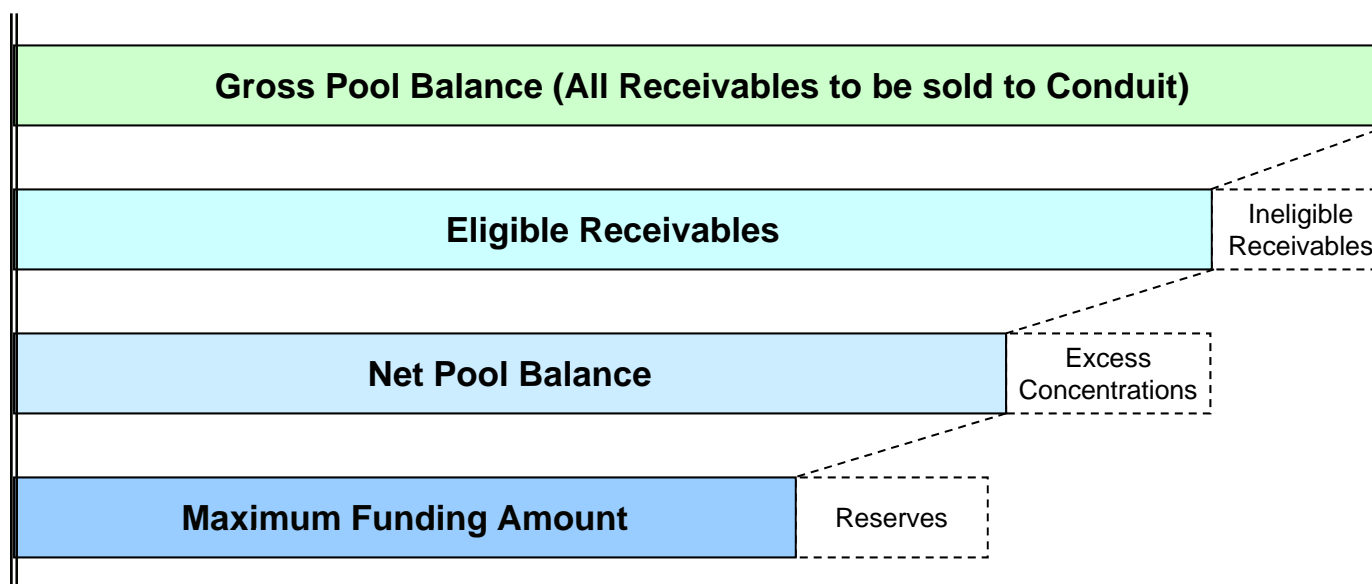 Gross Pool Balance (All Receivables to be sold to Conduit)
Eligible Receivables
Ineligible
Receivables
Net Pool Balance
Excess
Concentrations
Maximum Funding Amount
Reserves